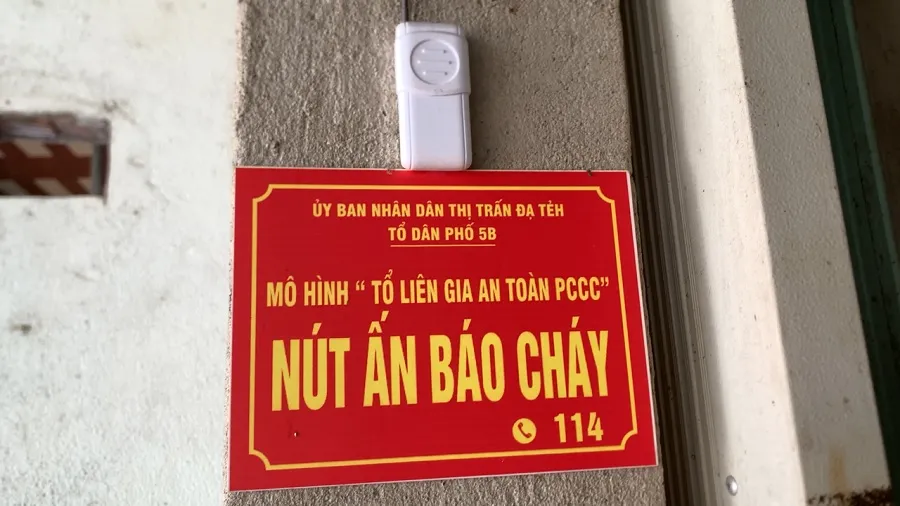 ỦY BAN NHÂN DÂN THỊ TRẤN ĐẠ TẺH
TỔ DÂN PHỐ 5B
MÔ HÌNH “ TỔ LIÊN GIA AN TOÀN PCCC”
NÚT ẤN BÁO CHÁY
114